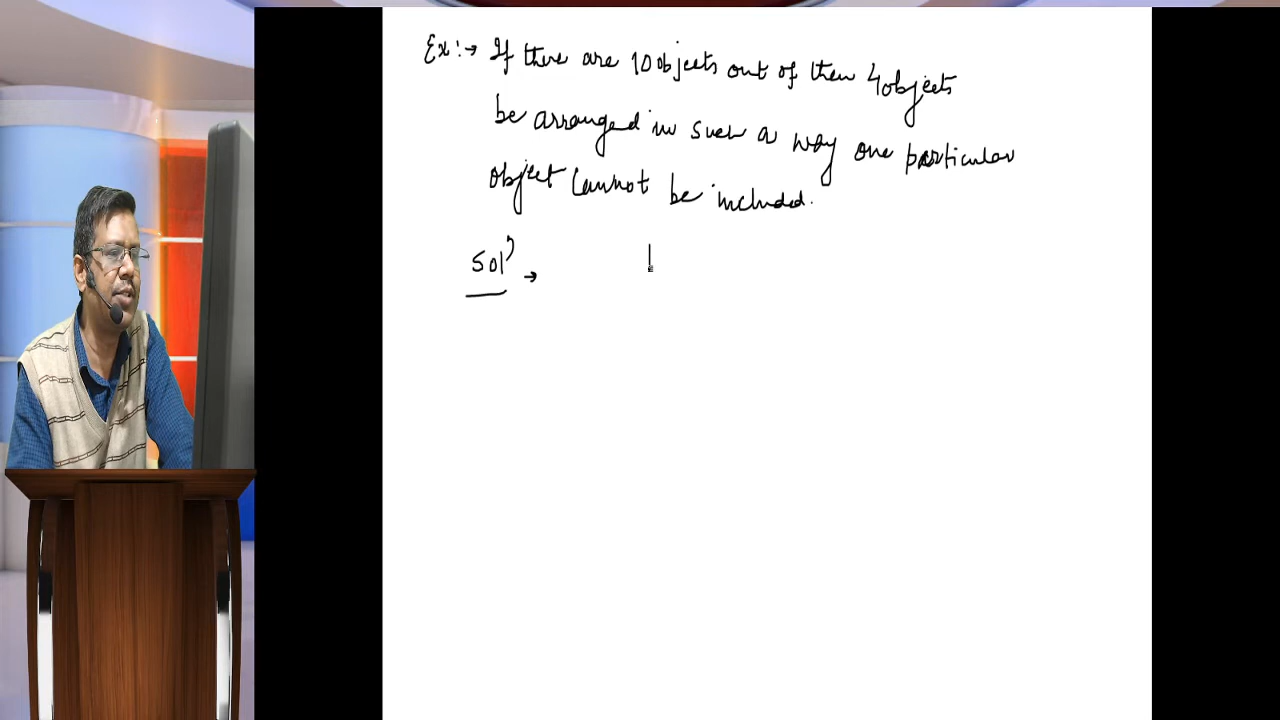 Ex:→ If there are 10 objects out of them 4 objects
be arranged in such a way one particular
object cannot be included.
Solⁿ →